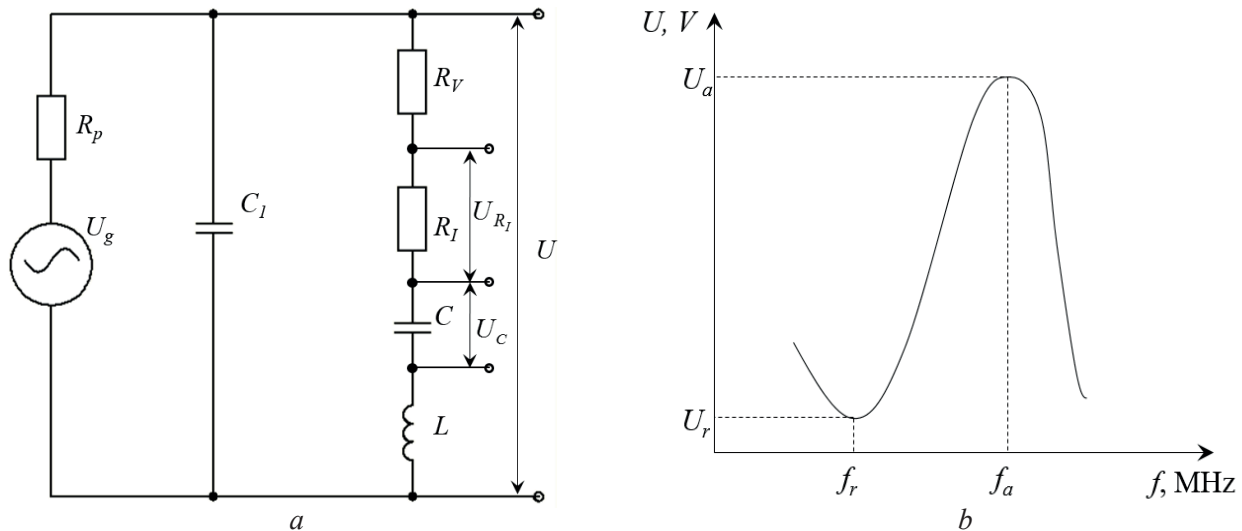 R_p
U_g
C_1
R_V
R_I
U_{R_I}
C
U_C
L
U
a
U, V
U_a
U_r
f_r
f_a
f, MHz
b